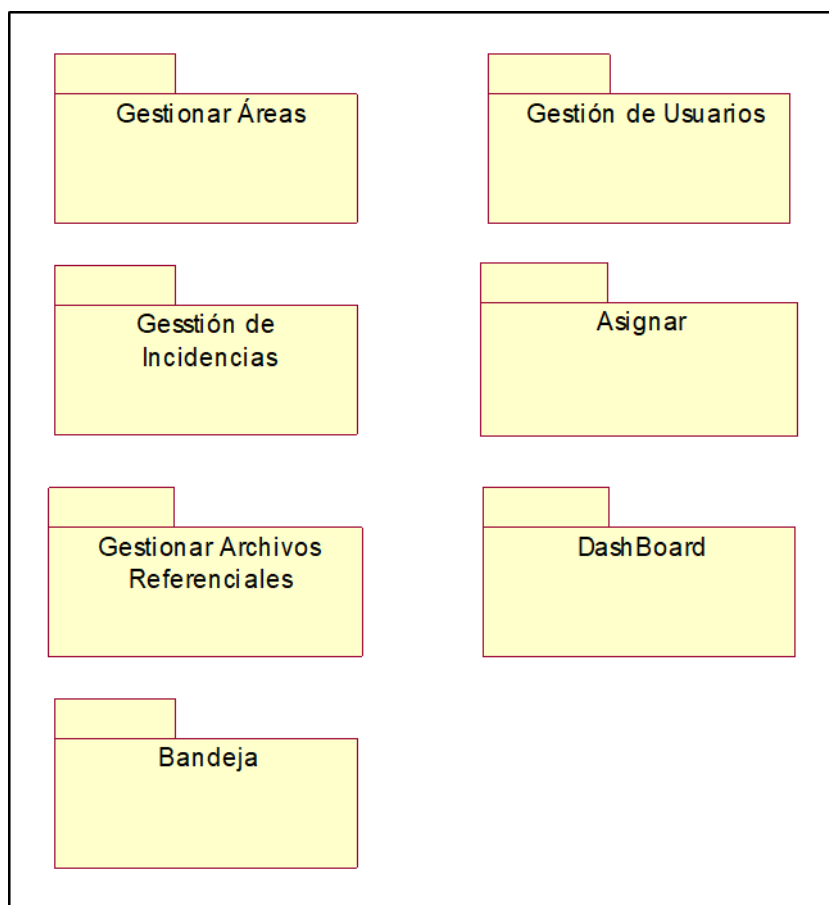 Gestionar Áreas
Gestión de Usuarios
Gesstión de
Incidencias
Asignar
Gestionar Archivos
Referenciales
DashBoard
Bandeja